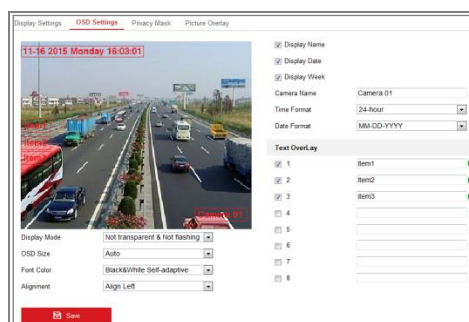 Display Settings OSD Settings Privacy Mask Picture Overlay
11-16 2015 Monday 16:03:01
Camera 01
Display Mode Not transparent & Not flashing
OSD Size Auto
Font Color Black&White Self-adaptive
Alignment Align Left
Save
Display Name
Display Date
Display Week
Camera Name Camera 01
Time Format 24-hour
Date Format MM-DD-YYYY
Text OverLay
1 item1
2 item2
3 item3
4
5
6
7
8